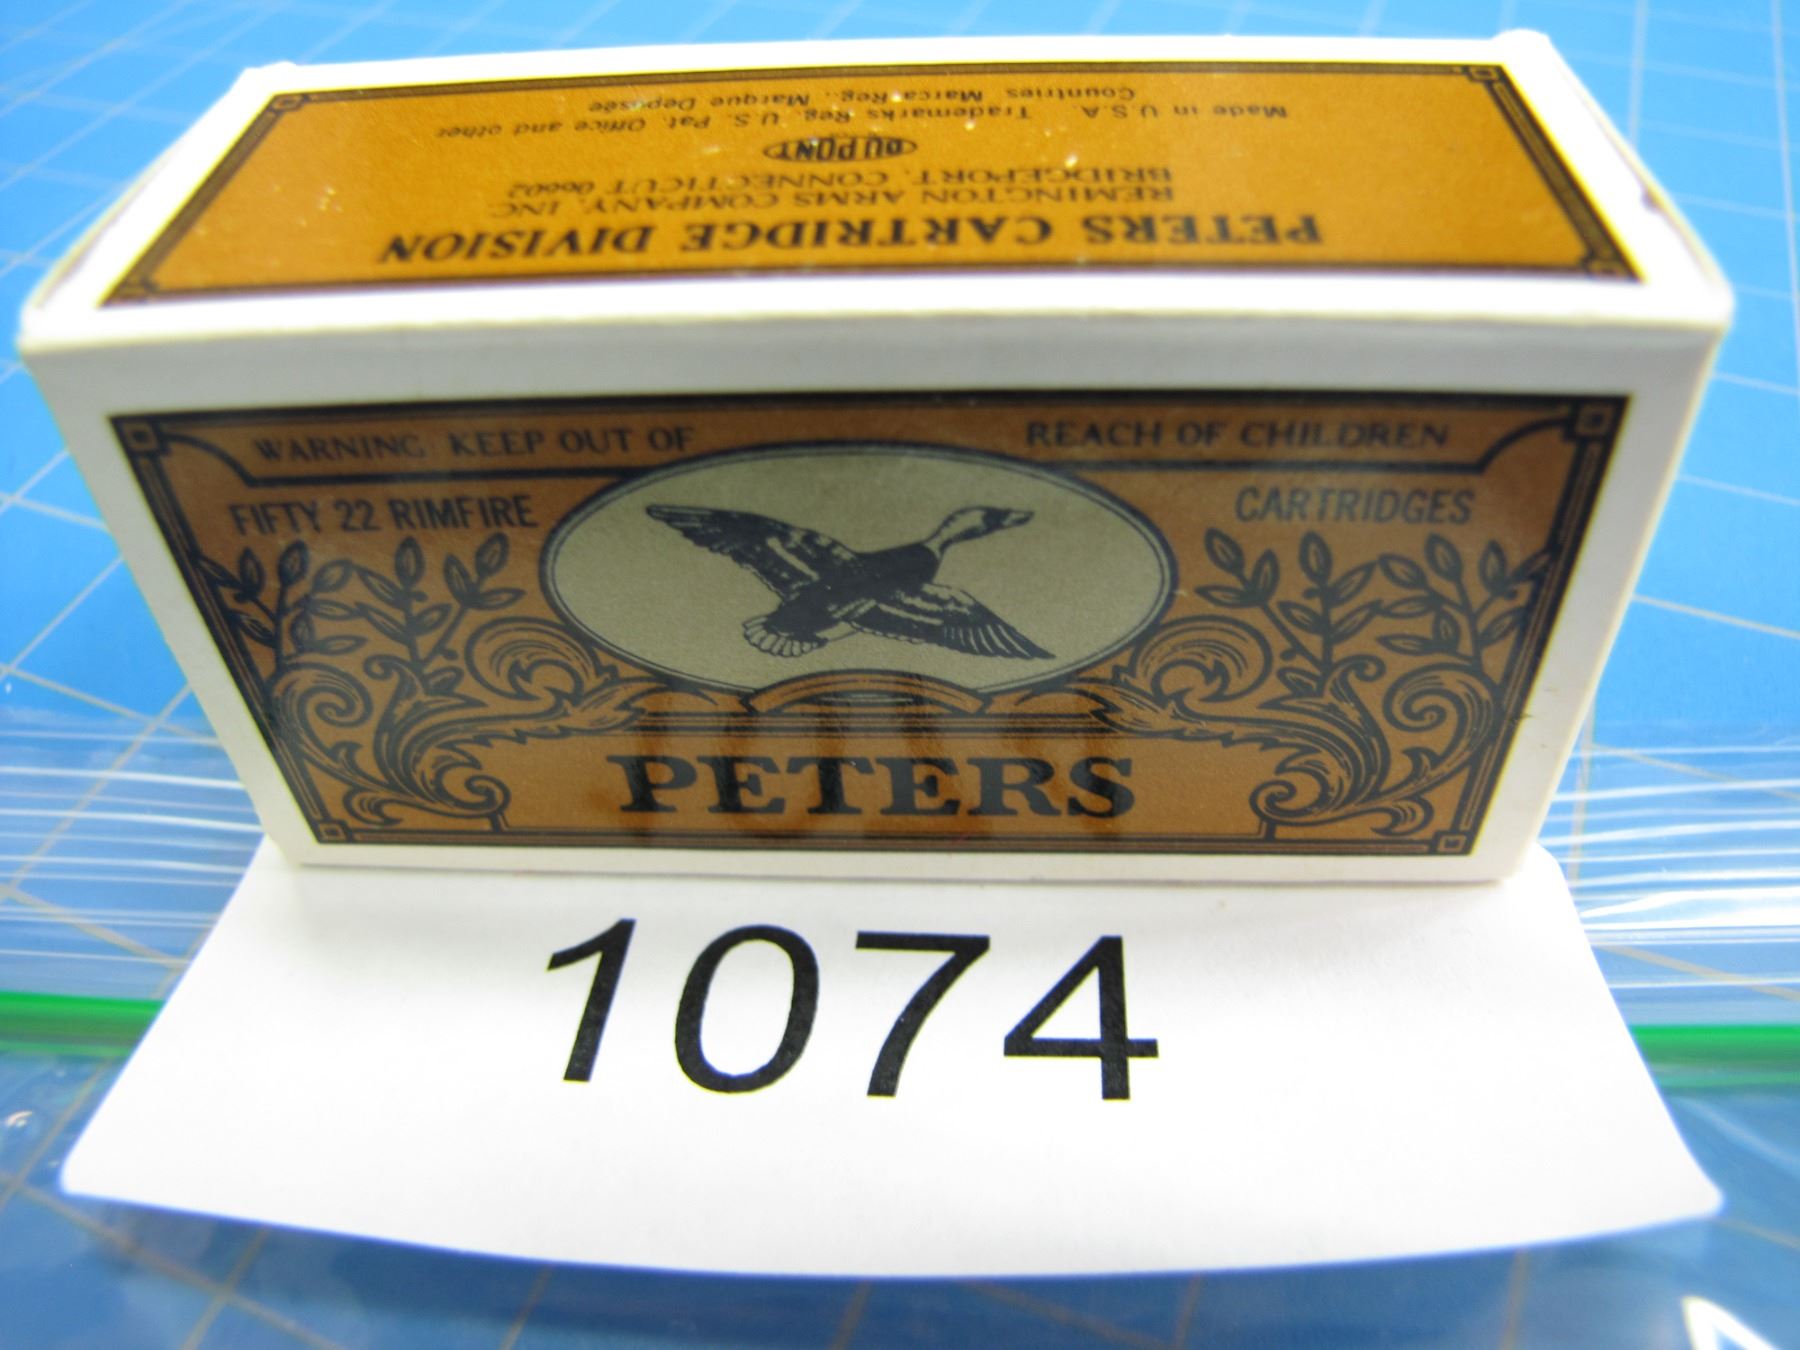 Made in U.S.A. Trademarks Reg. U.S. Pat. Office and other
Countries. Marca Reg., Marque Deposée
DU PONT
BRIDGEPORT, CONNECTICUT 06602
REMINGTON ARMS COMPANY, INC.
PETERS CARTRIDGE DIVISION
WARNING: KEEP OUT OF REACH OF CHILDREN
FIFTY 22 RIMFIRE CARTRIDGES
PETERS
1074